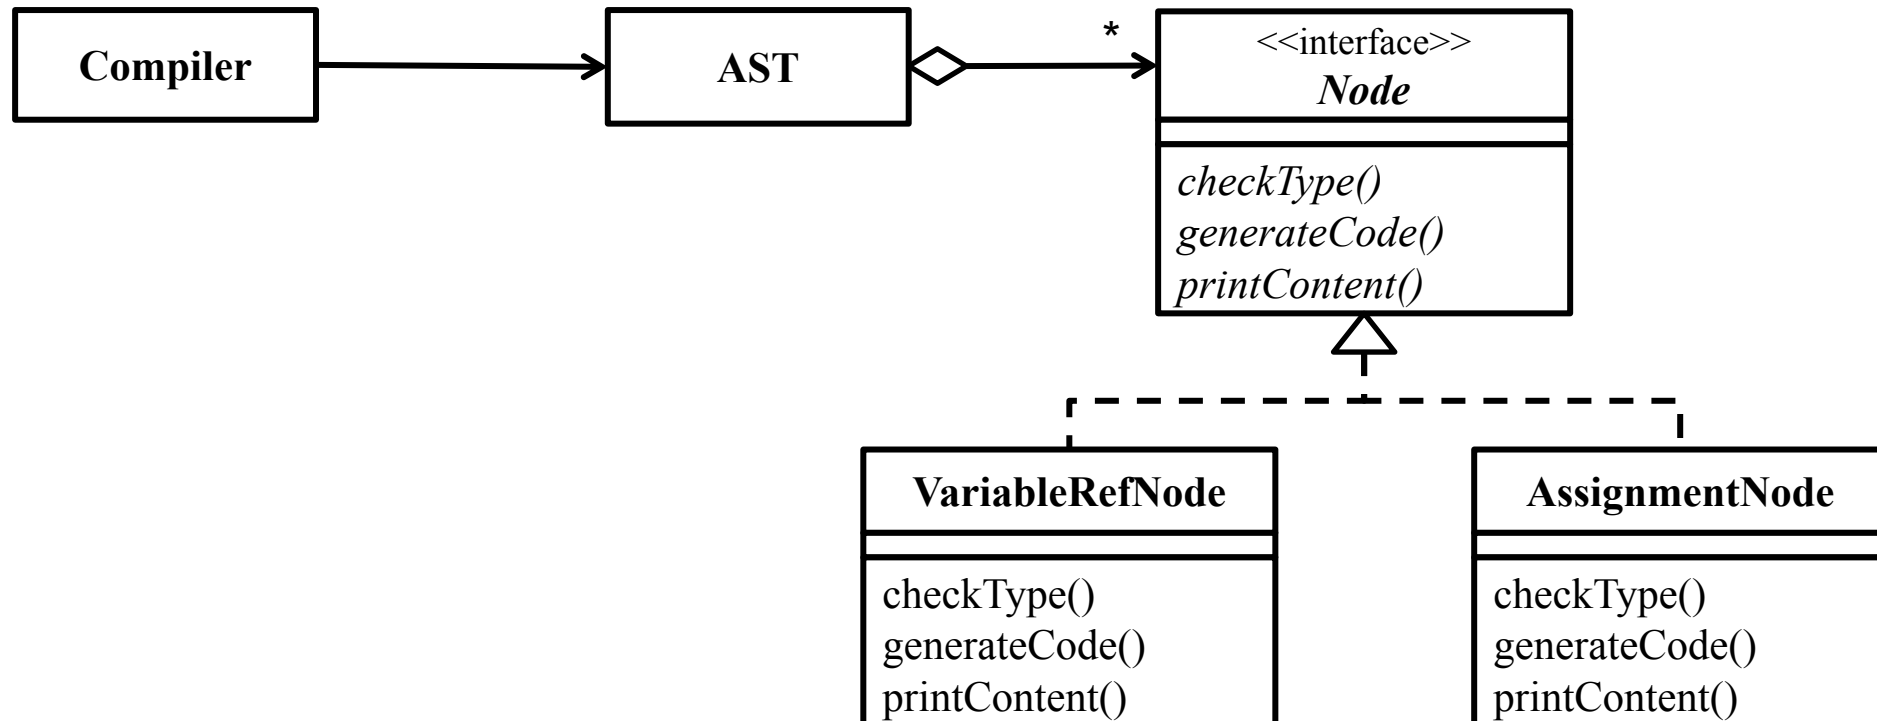 Compiler
AST
*
<<interface>>
Node
checkType()
generateCode()
printContent()
VariableRefNode
checkType()
generateCode()
printContent()
AssignmentNode
checkType()
generateCode()
printContent()